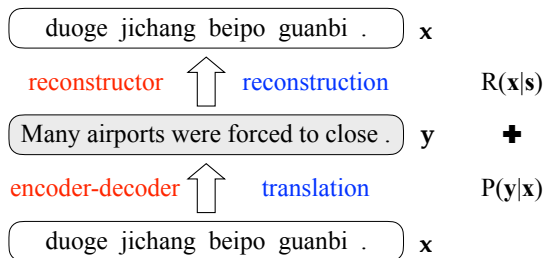 duoge jichang beipo guanbi . x
reconstructor reconstruction R(x|s)
Many airports were forced to close . y +
encoder-decoder translation P(y|x)
duoge jichang beipo guanbi . x